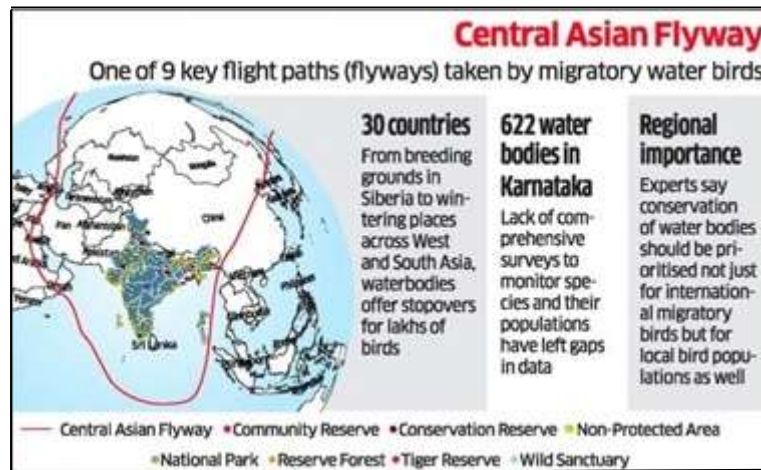 Central Asian Flyway
One of 9 key flight paths (flyways) taken by migratory water birds
30 countries
From breeding
grounds in
Siberia to win-
tering places
across West
and South Asia,
waterbodies
offer stopovers
for lakhs of
birds
622 water
bodies in
Karnataka
Lack of com-
prehensive
surveys to
monitor spe-
cies and their
populations
have left gaps
in data
Regional
importance
Experts say
conservation
of water bodies
should be pri-
oritised not just
for internation-
al migratory
birds but for
local bird popu-
lations as well
China
Iran
Sri Lanka
Central Asian Flyway Community Reserve Conservation Reserve Non-Protected Area
National Park Reserve Forest Tiger Reserve Wild Sanctuary